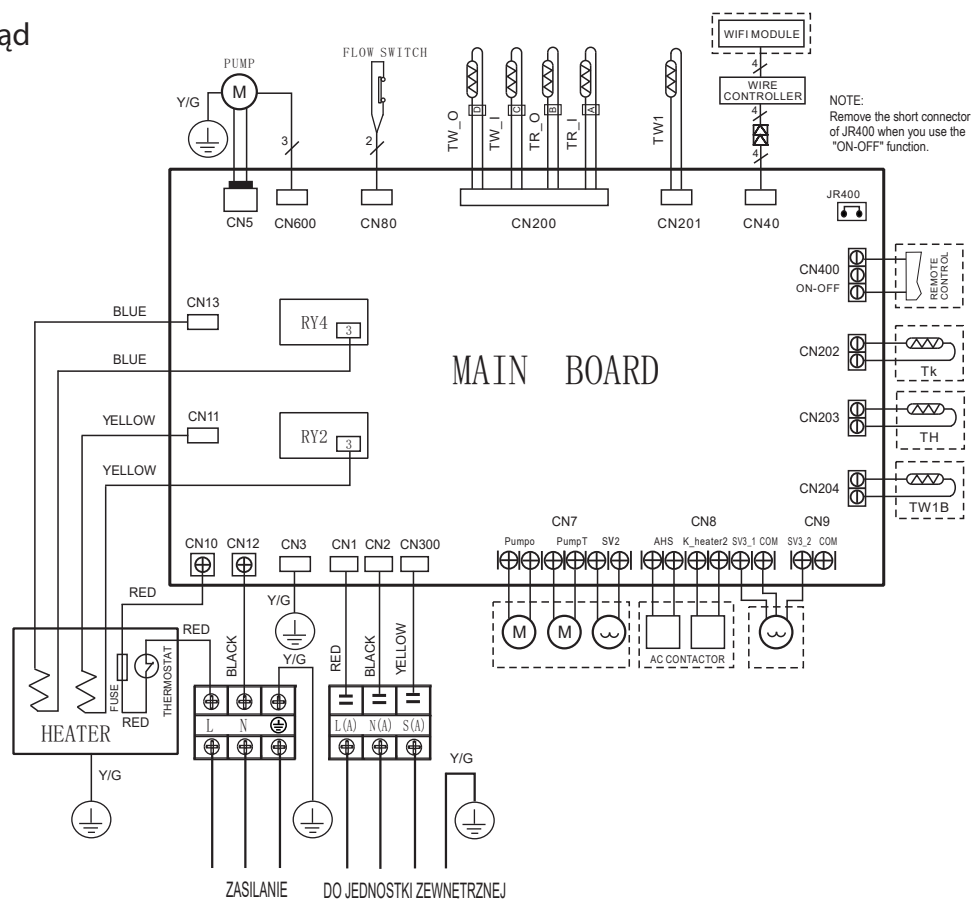 ąd
WIFI MODULE
4
WIRE
CONTROLLER
4
4
NOTE:
Remove the short connector
of JR400 when you use the
"ON-OFF" function.
FLOW SWITCH
PUMP
M
Y/G
3
2
TW_O
D
TW_I
C
TR_O
B
TR_I
A
TW1
CN5
CN600
CN80
CN200
CN201
CN40
JR400
CN400
ON-OFF
REMOTE
CONTROL
CN13
BLUE
RY4
3
BLUE
MAIN BOARD
CN202
Tk
CN11
YELLOW
RY2
3
YELLOW
CN203
TH
CN204
TW1B
CN7
CN8
CN9
Pumpo
PumpT
SV2
AHS
K_heater2
SV3_1
COM
SV3_2
COM
CN10
CN12
CN3
CN1
CN2
CN300
RED
Y/G
RED
BLACK
Y/G
RED
BLACK
YELLOW
M
M
AC CONTACTOR
FUSE
THERMOSTAT
RED
HEATER
L
N
L(A)
N(A)
S(A)
Y/G
Y/G
ZASILANIE
DO JEDNOSTKI ZEWNĘTRZNEJ